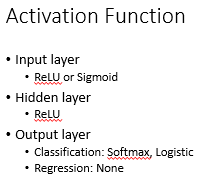 Activation Function
• Input layer
• ReLU or Sigmoid
• Hidden layer
• ReLU
• Output layer
• Classification: Softmax, Logistic
• Regression: None